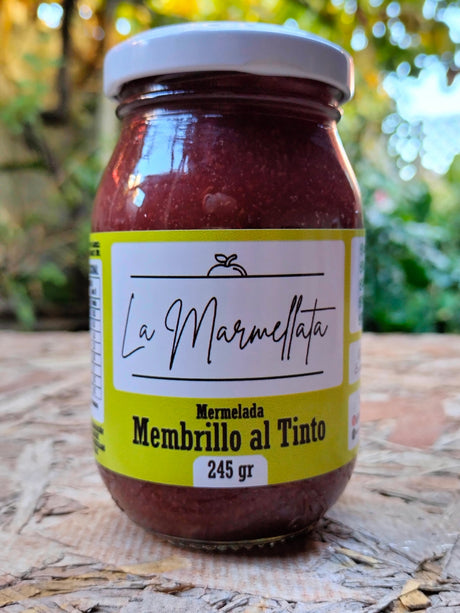 La Marmellata
Mermelada
Membrillo al Tinto
245 gr